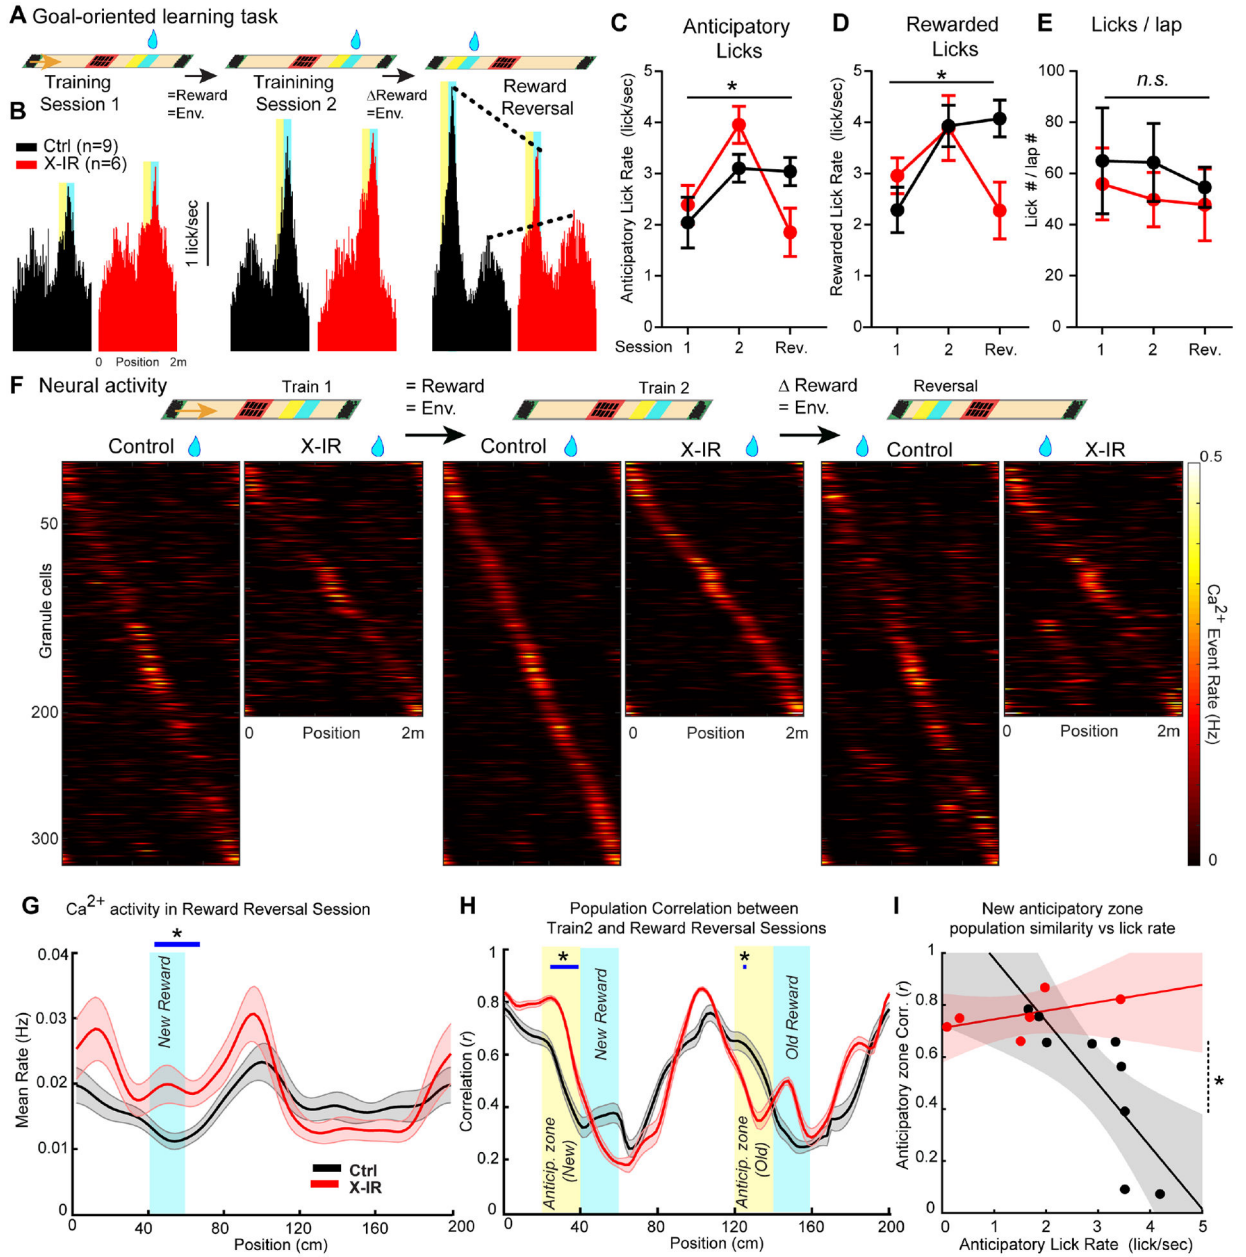 A Goal-oriented learning task
Training
Session 1
=Reward
=Env.
Trainining
Session 2
ΔReward
=Env.
Reward
Reversal
B
Ctrl (n=9)
X-IR (n=6)
1 lick/sec
0 Position 2m
C Anticipatory
Licks
Anticipatory Lick Rate (lick/sec)
5
4
3
2
1
0
*
Session 1 2 Rev.
D Rewarded
Licks
Rewarded Lick Rate (lick/sec)
5
4
3
2
1
0
*
1 2 Rev.
E Licks / lap
Lick # / lap #
100
80
60
40
20
0
n.s.
1 2 Rev.
F Neural activity
Train 1
= Reward
= Env.
Train 2
Δ Reward
= Env.
Reversal
Control X-IR Control X-IR Control X-IR
Granule cells
50
200
300
0 Position 2m
0 Position 2m
0 Position 2m
0.5
Ca2+ Event Rate (Hz)
0
G Ca2+ activity in Reward Reversal Session
Mean Rate (Hz)
0.04
0.03
0.02
0.01
0
*
New Reward
Ctrl
X-IR
0 40 80 120 160 200
Position (cm)
H Population Correlation between
Train2 and Reward Reversal Sessions
Correlation (r)
1
0.8
0.6
0.4
0.2
0
*
*
Anticip. zone
(New)
New Reward
Anticip. zone
(Old)
Old Reward
0 40 80 120 160 200
Position (cm)
I New anticipatory zone
population similarity vs lick rate
Anticipatory zone Corr. (r)
1
0.8
0.6
0.4
0.2
0
*
0 1 2 3 4 5
Anticipatory Lick Rate (lick/sec)